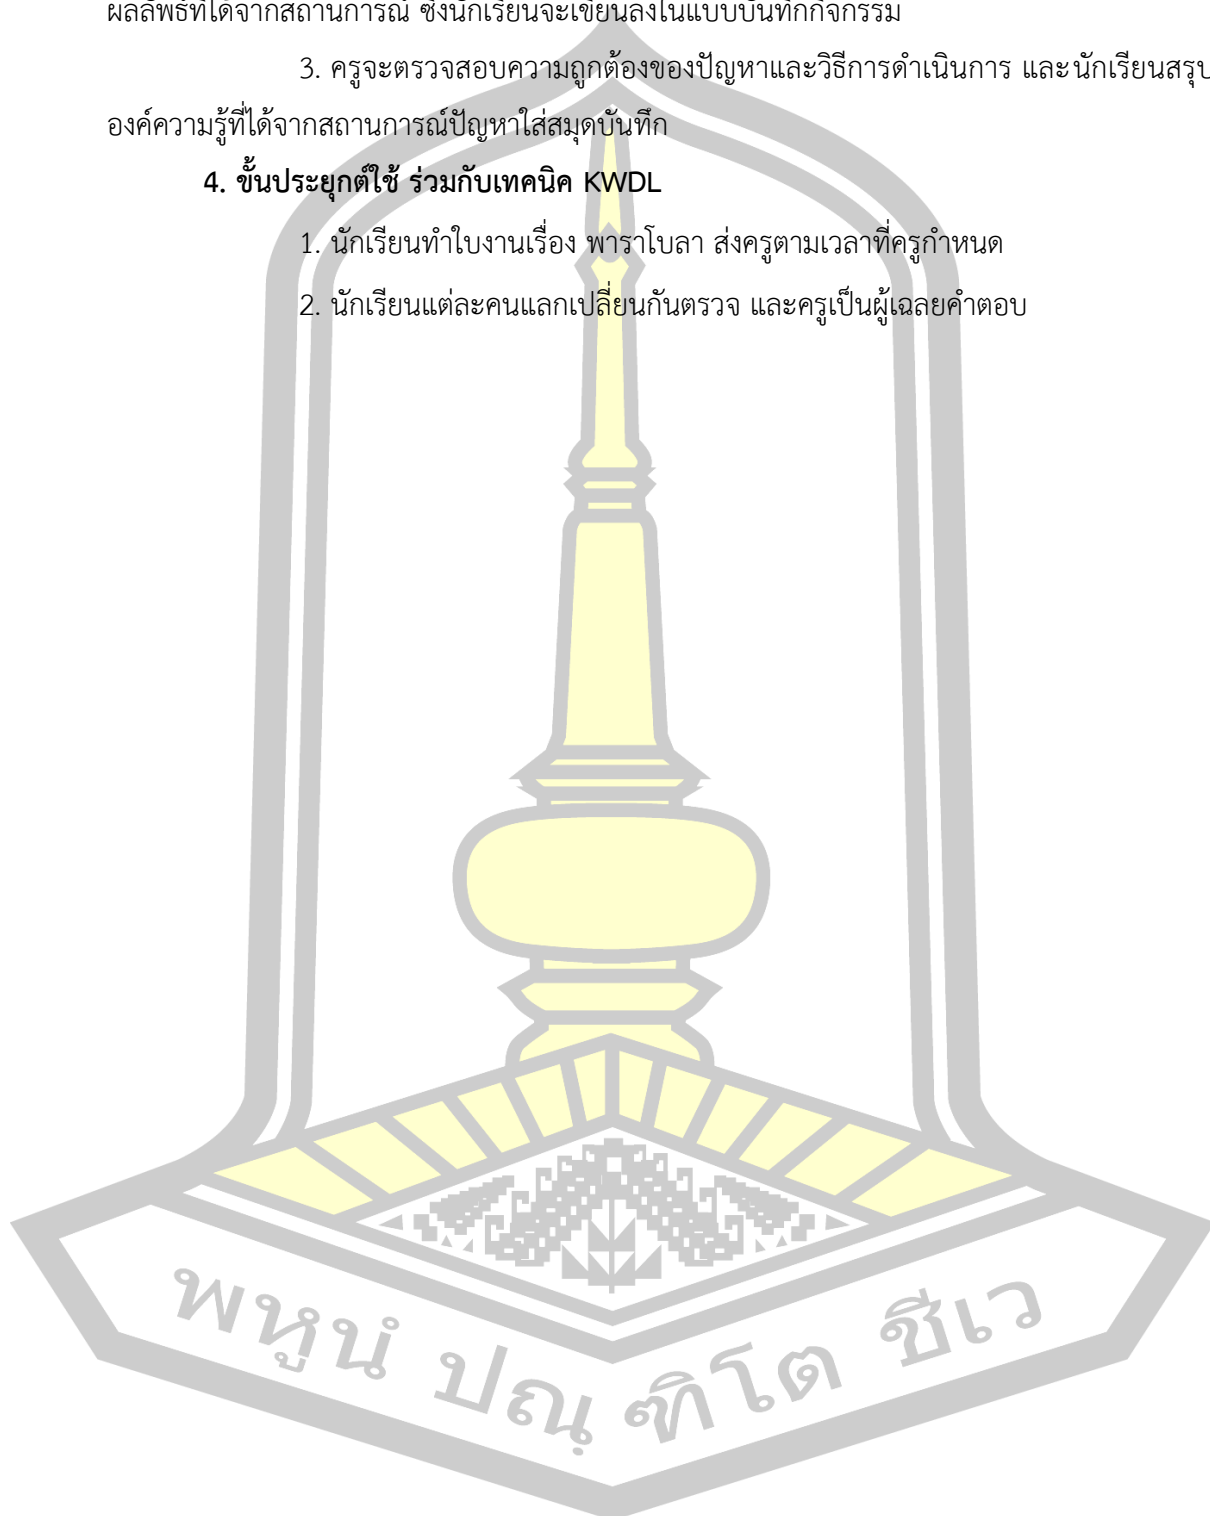 ผลลัพธ์ที่ได้จากสถานการณ์ ซึ่งนักเรียนจะเขียนลงในแบบบันทึกกิจกรรม
3. ครูจะตรวจสอบความถูกต้องของปัญหาและวิธีการดำเนินการ และนักเรียนสรุป
องค์ความรู้ที่ได้จากสถานการณ์ปัญหาใส่สมุดบันทึก
4. ขั้นประยุกต์ใช้ ร่วมกับเทคนิค KWDL
1. นักเรียนทำใบงานเรื่อง พาราโบลา ส่งครูตามเวลาที่ครูกำหนด
2. นักเรียนแต่ละคนแลกเปลี่ยนกันตรวจ และครูเป็นผู้เฉลยคำตอบ
พหูนํ ปณฺฑิโต ชีเว